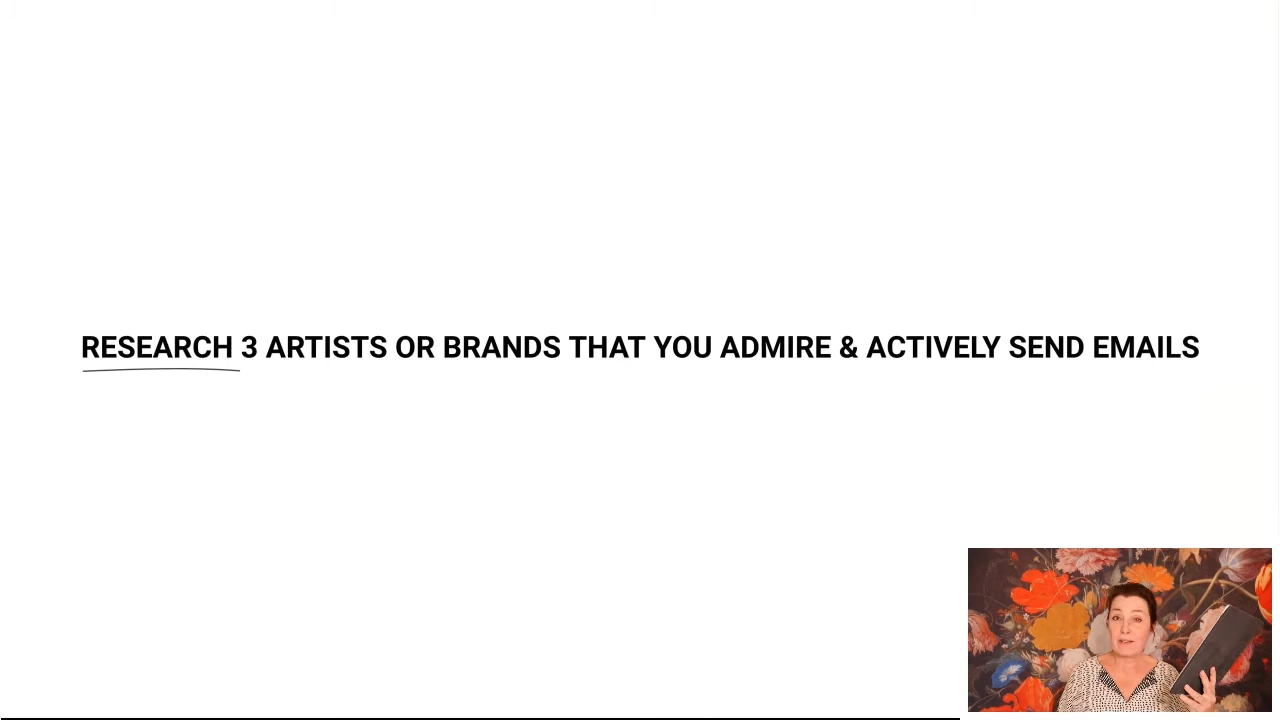 RESEARCH 3 ARTISTS OR BRANDS THAT YOU ADMIRE & ACTIVELY SEND EMAILS